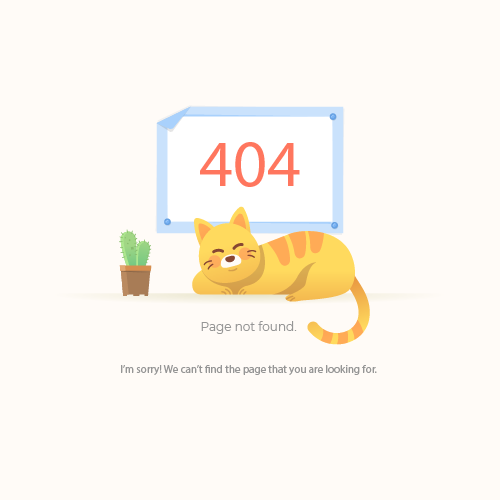 404
Page not found.
I'm sorry! We can't find the page that you are looking for.